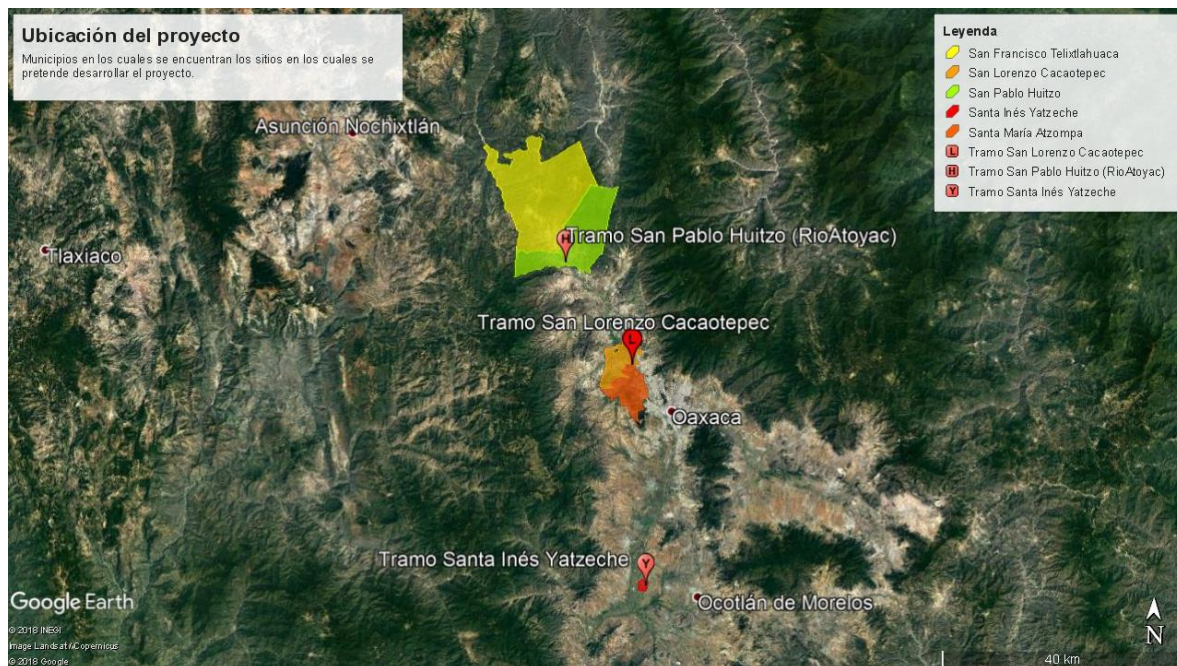 Ubicación del proyecto
Municipios en los cuales se encuentran los sitios en los cuales se
pretende desarrollar el proyecto.
Leyenda
San Francisco Telixtlahuaca
San Lorenzo Cacaotepec
San Pablo Huitzo
Santa Inés Yatzeche
Santa María Atzompa
L Tramo San Lorenzo Cacaotepec
H Tramo San Pablo Huitzo (RioAtoyac)
Y Tramo Santa Inés Yatzeche
Asunción Nochixtlán
Tlaxiaco
H
Tramo San Pablo Huitzo (RioAtoyac)
Tramo San Lorenzo Cacaotepec
L
Oaxaca
Tramo Santa Inés Yatzeche
Y
Ocotlán de Morelos
Google Earth
© 2018 INEGI
Image Landsat / Copernicus
© 2018 Google
N
40 km